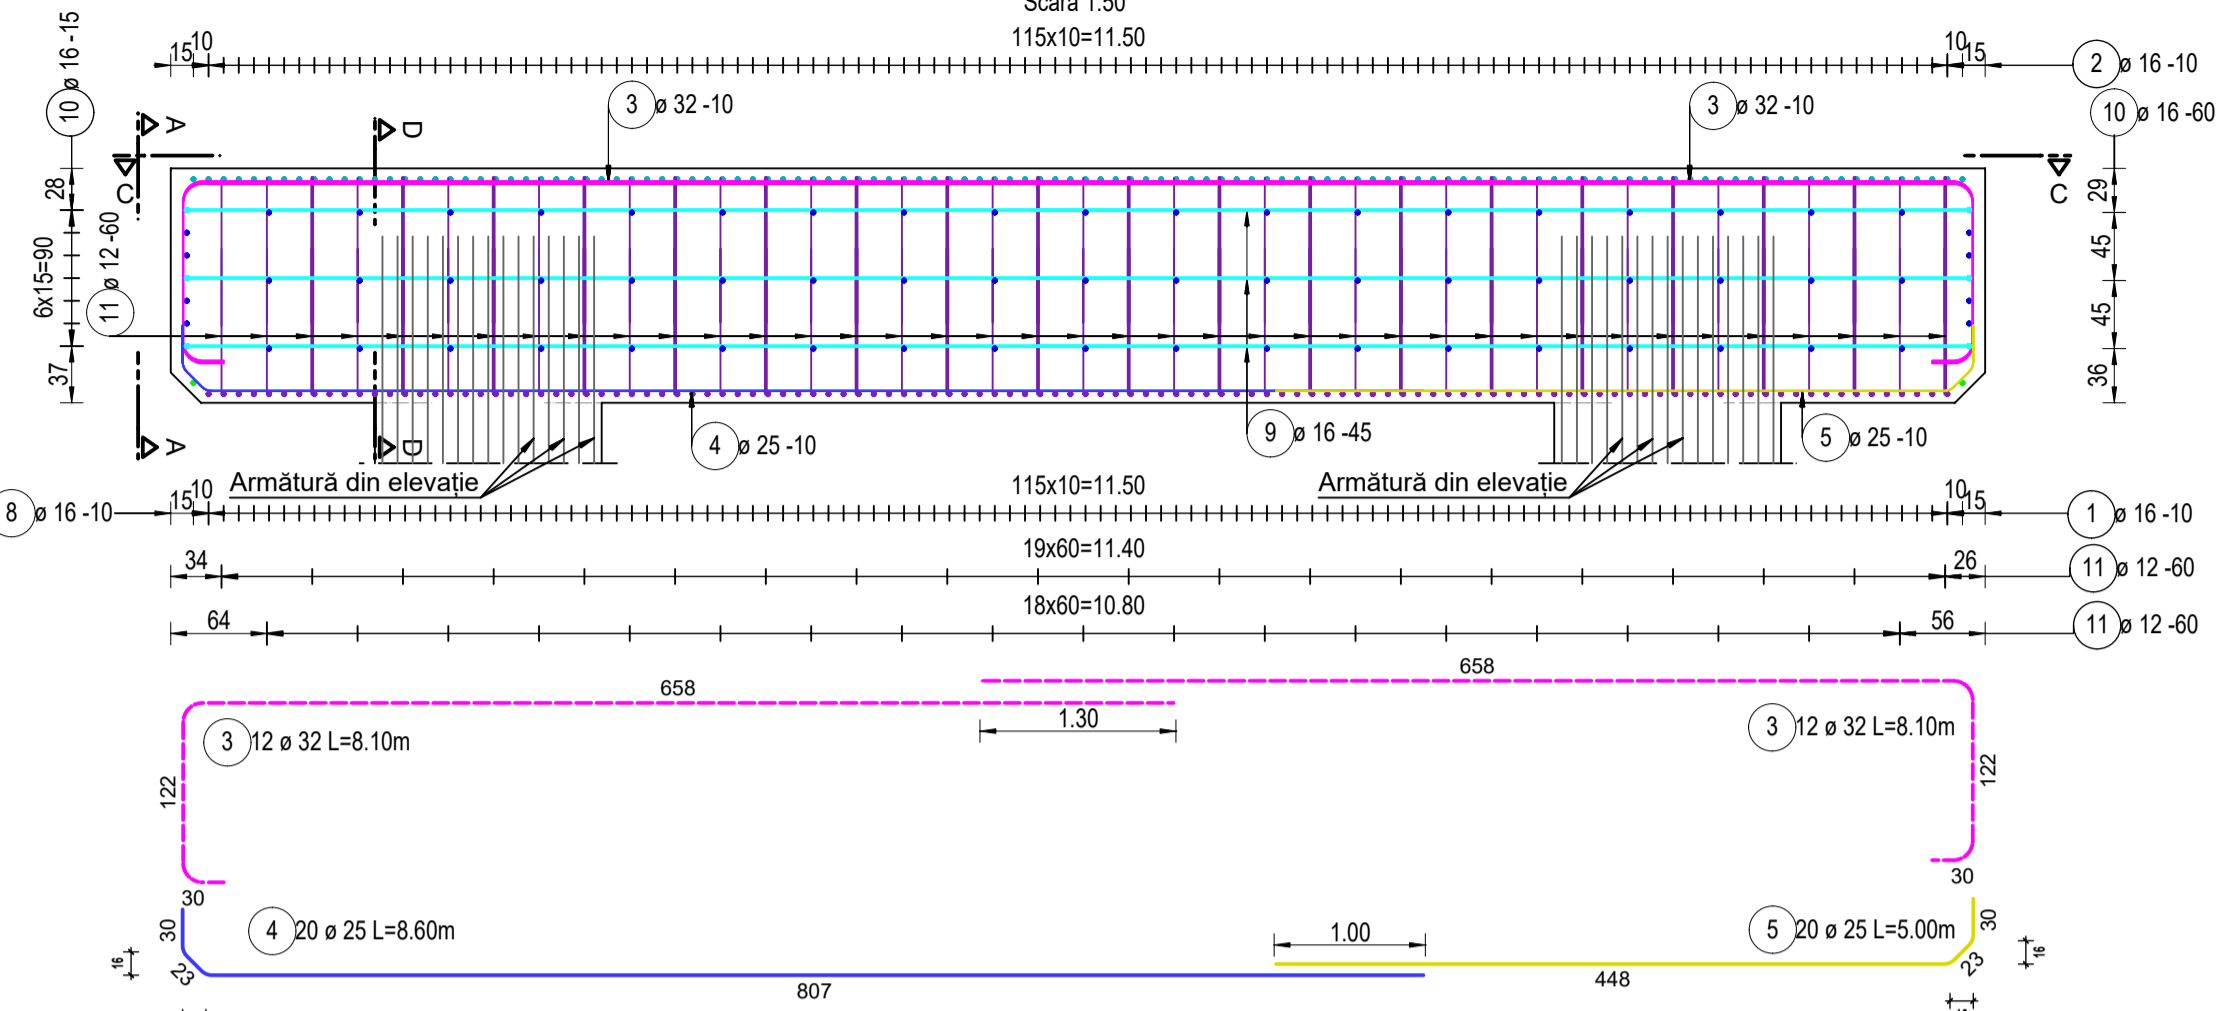 Scara 1:50
115x10=11.50
15 10
10 15
2 ø 16 -10
10 ø 16 -15
3 ø 32 -10
3 ø 32 -10
10 ø 16 -60
A
D
C
C
28
29
11 ø 12 -60
6x15=90
45
45
37
36
9 ø 16 -45
4 ø 25 -10
5 ø 25 -10
A
D
Armătură din elevație
Armătură din elevație
8 ø 16 -10
15 10
115x10=11.50
10 15
1 ø 16 -10
34
19x60=11.40
26
11 ø 12 -60
64
18x60=10.80
56
11 ø 12 -60
658
658
1.30
3 12 ø 32 L=8.10m
3 12 ø 32 L=8.10m
122
122
30
30
30
4 20 ø 25 L=8.60m
1.00
5 20 ø 25 L=5.00m
30
16
23
807
448
23
16